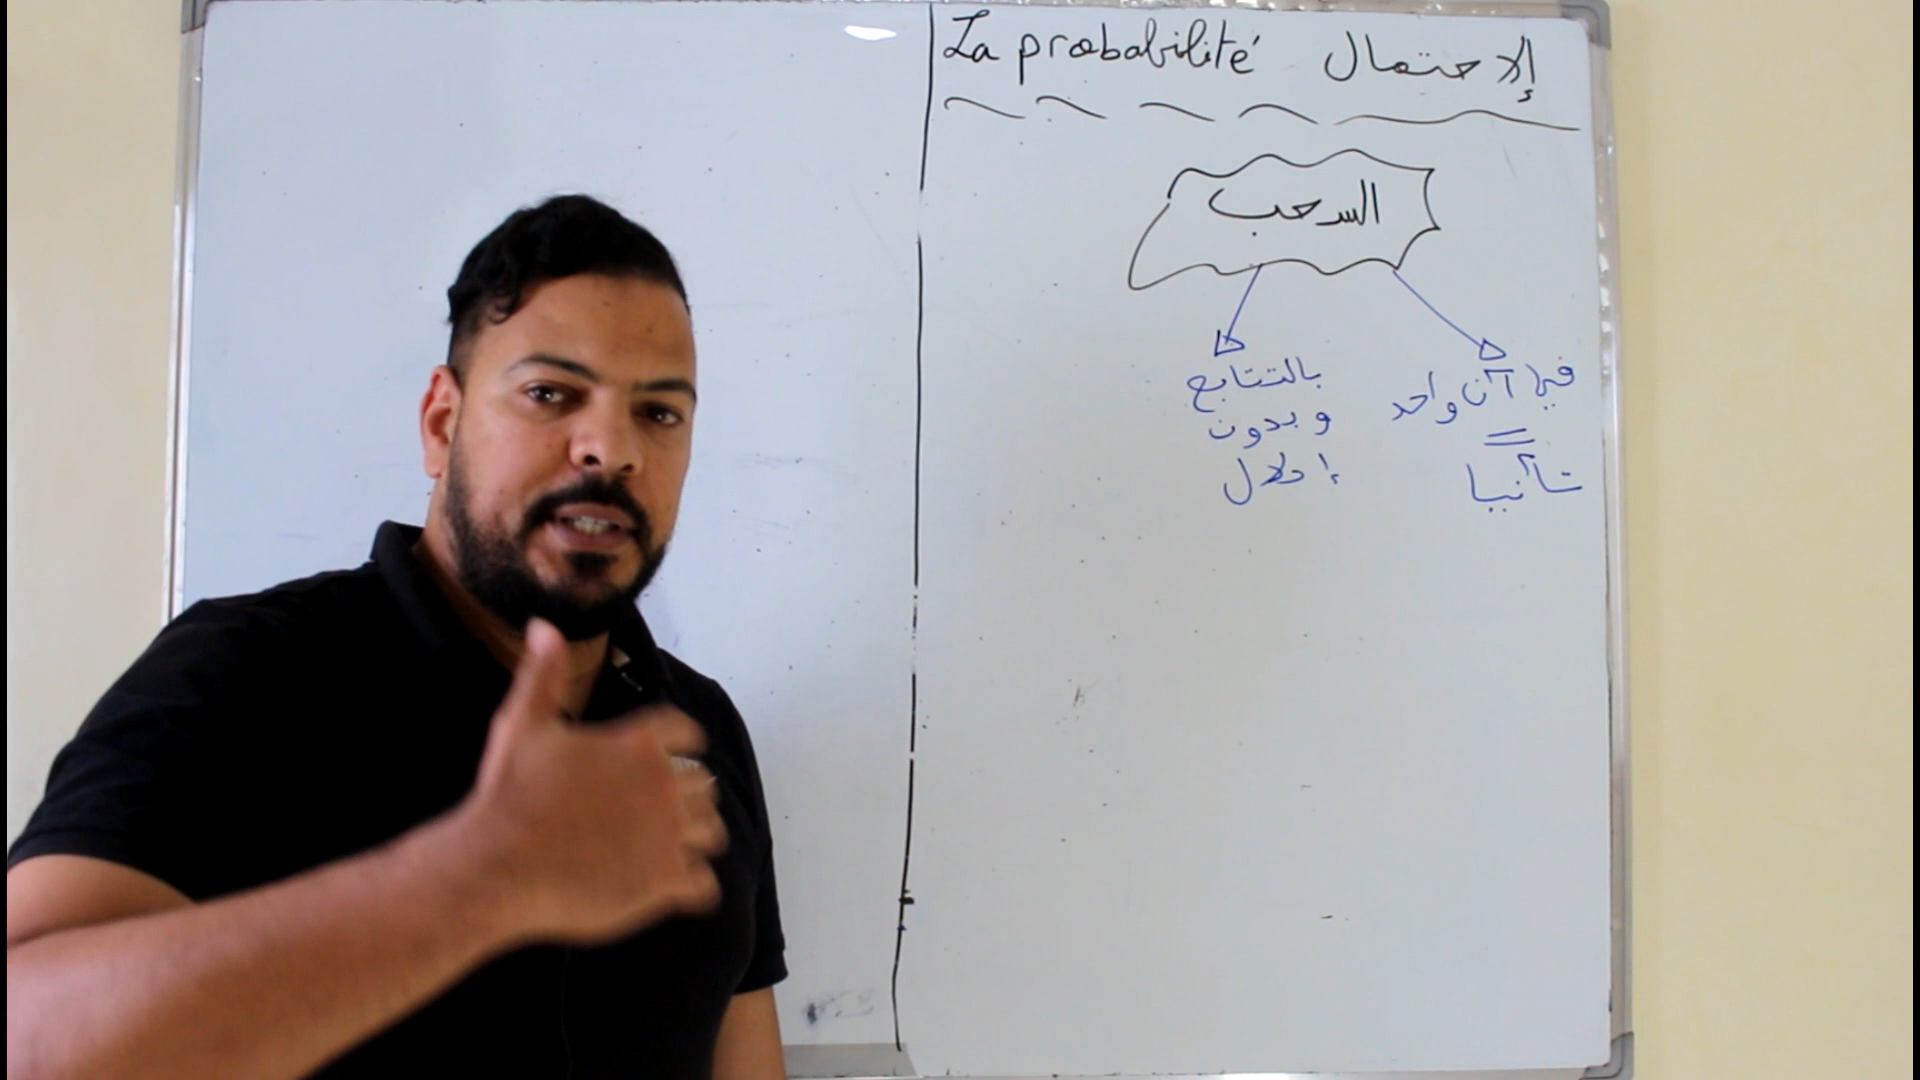 La probabilité الإحتمال
السحب
في آن واحد
تآنيا
بالتتابع
و بدون
إحلال